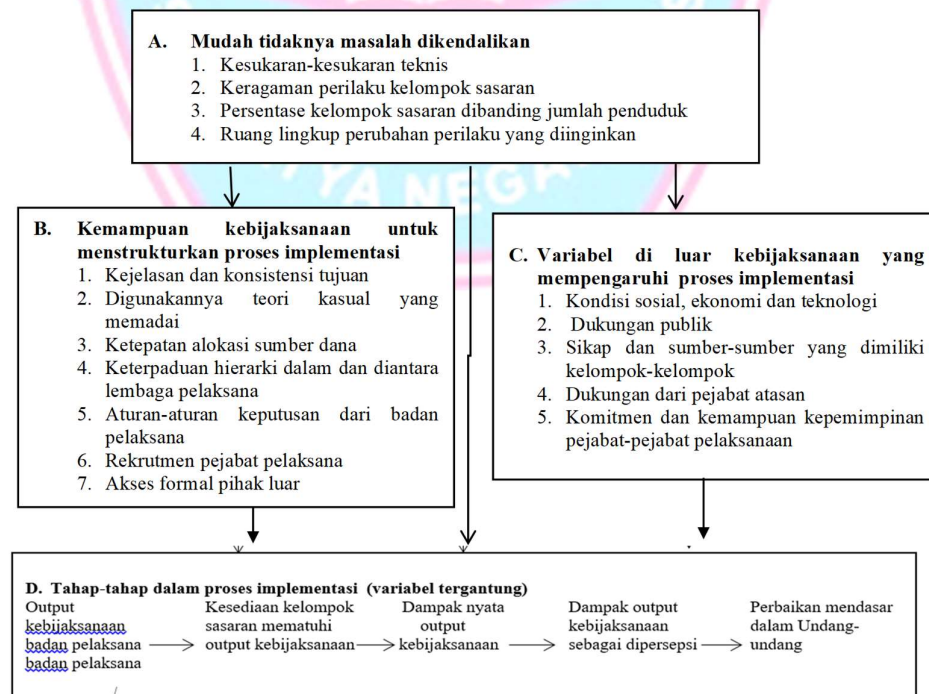 A. Mudah tidaknya masalah dikendalikan
1. Kesukaran-kesukaran teknis
2. Keragaman perilaku kelompok sasaran
3. Persentase kelompok sasaran dibanding jumlah penduduk
4. Ruang lingkup perubahan perilaku yang diinginkan
YA NEGA
B. Kemampuan kebijaksanaan untuk
menstrukturkan proses implementasi
1. Kejelasan dan konsistensi tujuan
2. Digunakannya teori kasual yang
memadai
3. Ketepatan alokasi sumber dana
4. Keterpaduan hierarki dalam dan diantara
lembaga pelaksana
5. Aturan-aturan keputusan dari badan
pelaksana
6. Rekrutmen pejabat pelaksana
7. Akses formal pihak luar
C. Variabel di luar kebijaksanaan yang
mempengaruhi proses implementasi
1. Kondisi sosial, ekonomi dan teknologi
2. Dukungan publik
3. Sikap dan sumber-sumber yang dimiliki
kelompok-kelompok
4. Dukungan dari pejabat atasan
5. Komitmen dan kemampuan kepemimpinan
pejabat-pejabat pelaksanaan
D. Tahap-tahap dalam proses implementasi (variabel tergantung)
Output
kebijaksanaan
badan pelaksana
badan pelaksana
Kesediaan kelompok
sasaran mematuhi
output kebijaksanaan
Dampak nyata
output
kebijaksanaan
Dampak output
kebijaksanaan
sebagai dipersepsi
Perbaikan mendasar
dalam Undang-
undang